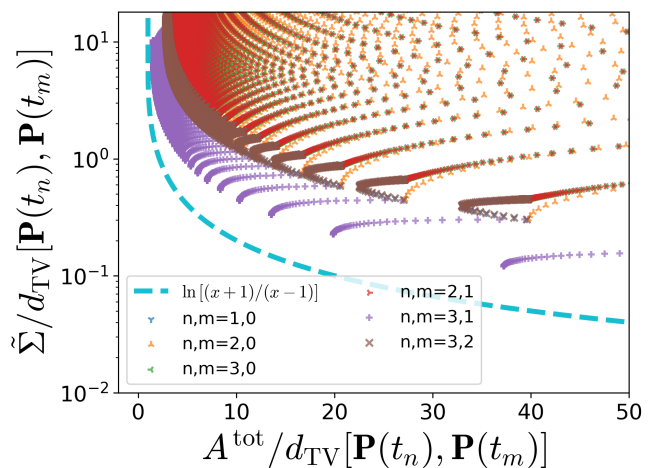 Σ̃/d_TV[P(t_n), P(t_m)]
10^1
10^0
10^−1
10^−2
ln [(x + 1)/(x − 1)]
n,m=1,0
n,m=2,0
n,m=3,0
n,m=2,1
n,m=3,1
n,m=3,2
0 10 20 30 40 50
A^tot/d_TV[P(t_n), P(t_m)]